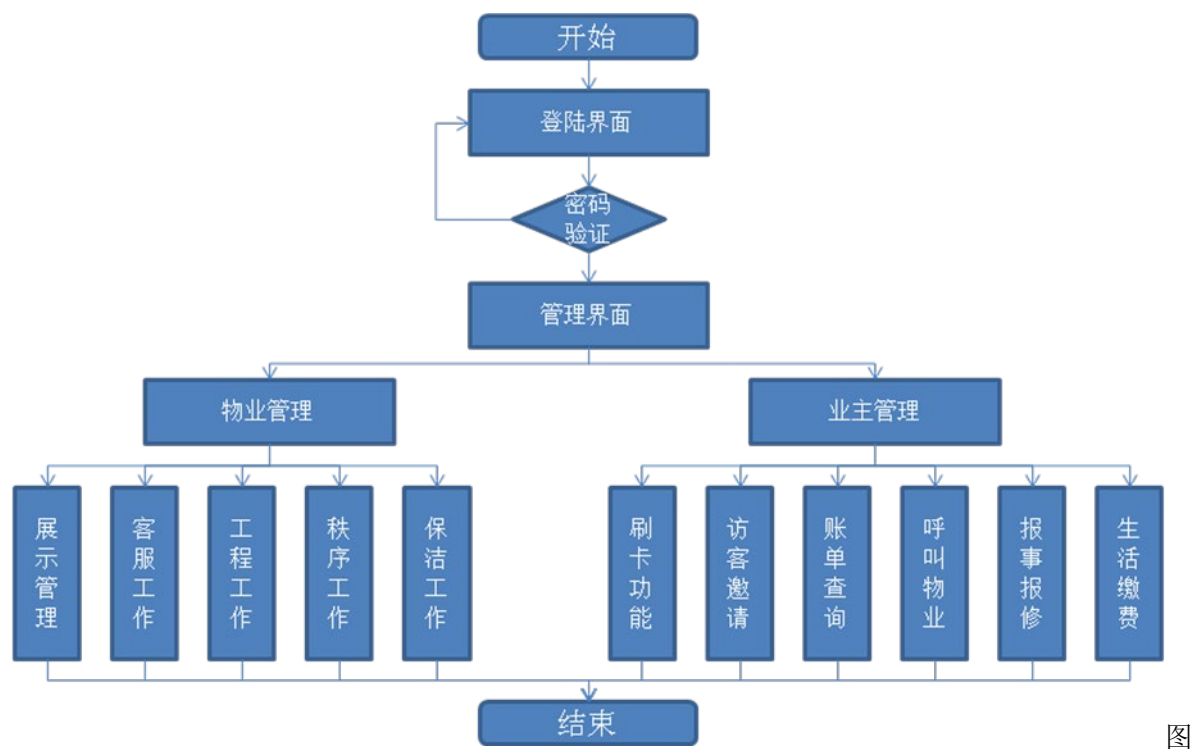 开始
登陆界面
密码
验证
管理界面
物业管理
业主管理
展示管理
客服工作
工程工作
秩序工作
保洁工作
刷卡功能
访客邀请
账单查询
呼叫物业
报事报修
生活缴费
结束
图